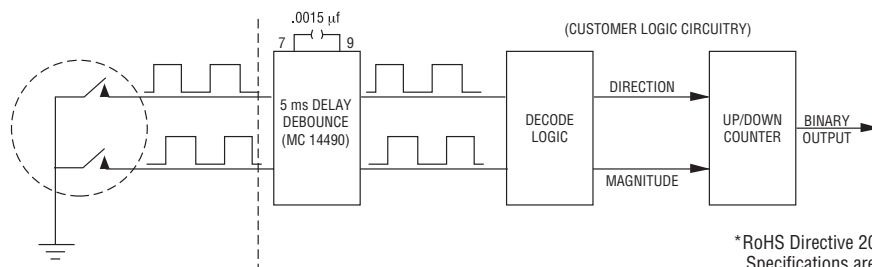 .0015 µf
7 9
(CUSTOMER LOGIC CIRCUITRY)
5 ms DELAY
DEBOUNCE
(MC 14490)
DECODE
LOGIC
DIRECTION
MAGNITUDE
UP/DOWN
COUNTER
BINARY
OUTPUT
*RoHS Directive 20
Specifications are